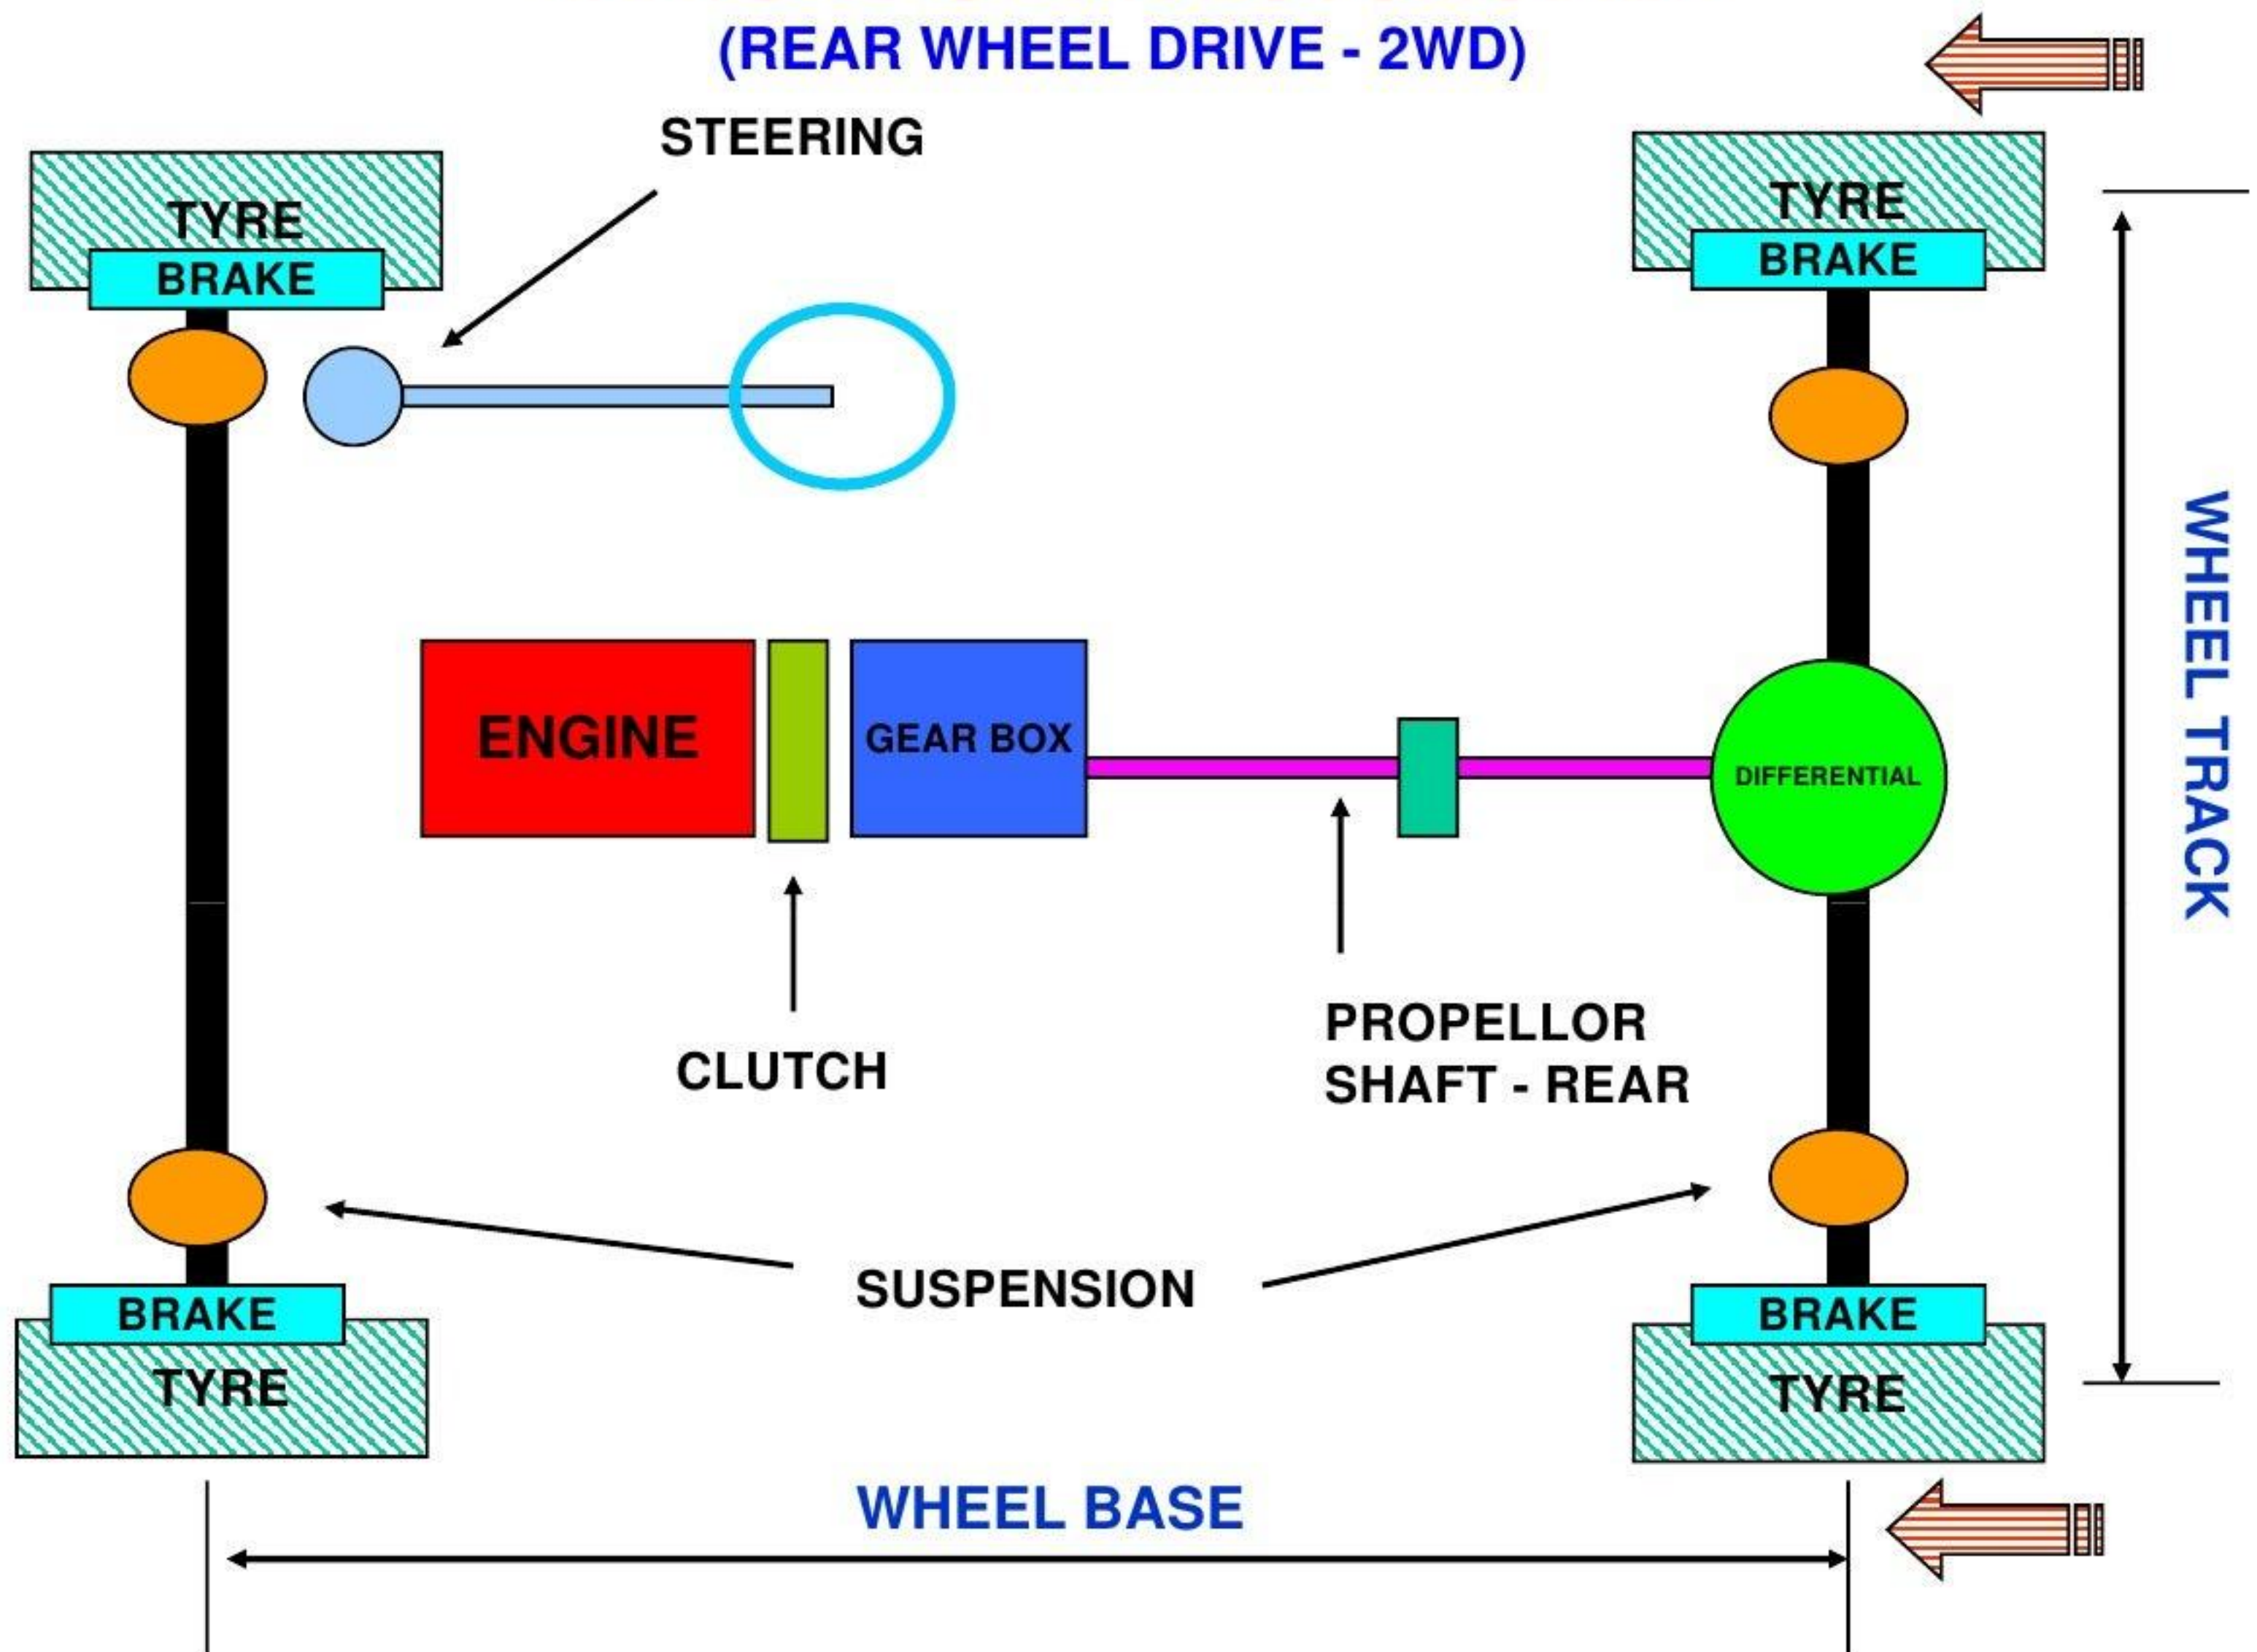 (REAR WHEEL DRIVE - 2WD)
STEERING
TYRE
BRAKE
TYRE
BRAKE
WHEEL TRACK
ENGINE
GEAR BOX
DIFFERENTIAL
CLUTCH
PROPELLOR
SHAFT - REAR
SUSPENSION
BRAKE
TYRE
BRAKE
TYRE
WHEEL BASE